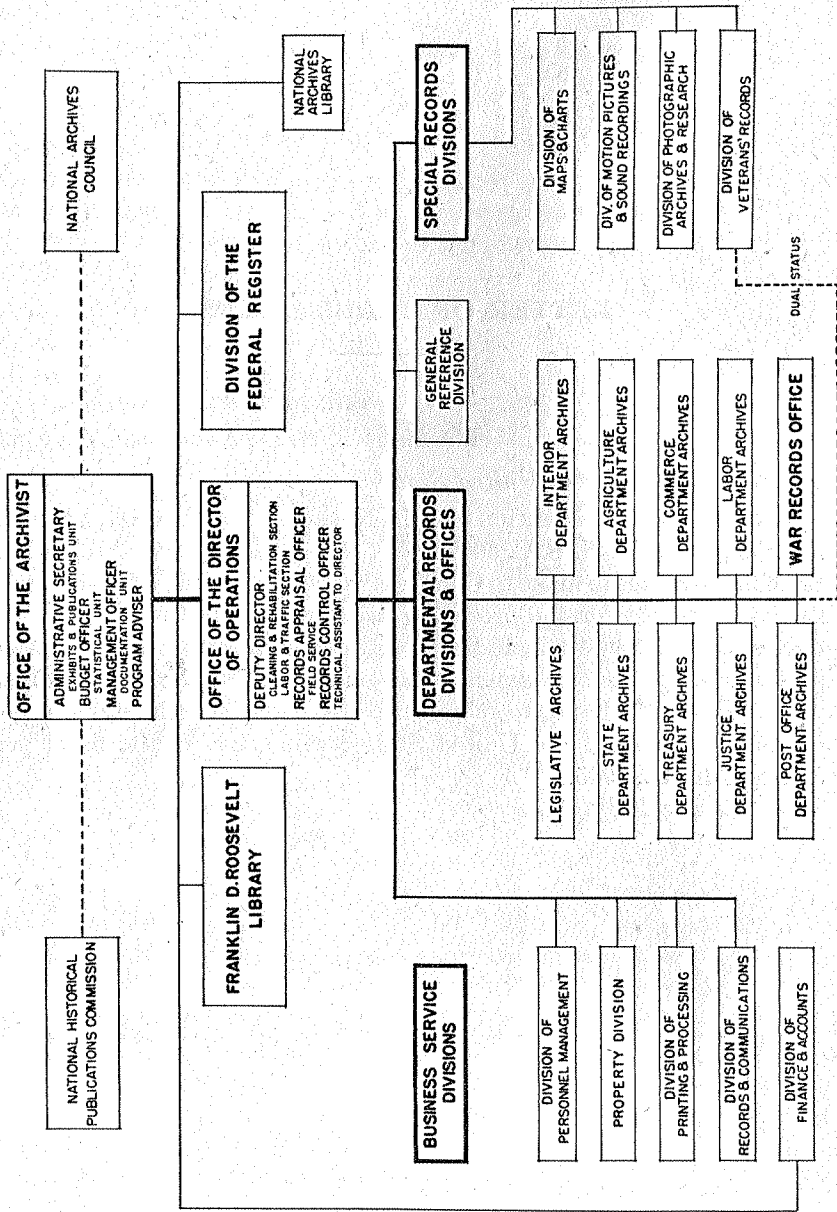 OFFICE OF THE ARCHIVIST
ADMINISTRATIVE SECRETARY
EXHIBITS & PUBLICATIONS UNIT
BUDGET OFFICER
STATISTICAL UNIT
MANAGEMENT OFFICER
DOCUMENTATION UNIT
PROGRAM ADVISER
NATIONAL HISTORICAL
PUBLICATIONS COMMISSION
NATIONAL ARCHIVES
COUNCIL
FRANKLIN D. ROOSEVELT
LIBRARY
OFFICE OF THE DIRECTOR
OF OPERATIONS
DEPUTY DIRECTOR
CLEANING & REHABILITATION SECTION
LABOR & TRAFFIC SECTION
RECORDS APPRAISAL OFFICER
FIELD SERVICE
RECORDS CONTROL OFFICER
TECHNICAL ASSISTANT TO DIRECTOR
DIVISION OF THE
FEDERAL REGISTER
NATIONAL
ARCHIVES
LIBRARY
BUSINESS SERVICE
DIVISIONS
DIVISION OF
PERSONNEL MANAGEMENT
PROPERTY DIVISION
DIVISION OF
PRINTING & PROCESSING
DIVISION OF
RECORDS & COMMUNICATIONS
DIVISION OF
FINANCE & ACCOUNTS
DEPARTMENTAL RECORDS
DIVISIONS & OFFICES
LEGISLATIVE ARCHIVES
STATE
DEPARTMENT ARCHIVES
TREASURY
DEPARTMENT ARCHIVES
JUSTICE
DEPARTMENT ARCHIVES
POST OFFICE
DEPARTMENT ARCHIVES
INTERIOR
DEPARTMENT ARCHIVES
AGRICULTURE
DEPARTMENT ARCHIVES
COMMERCE
DEPARTMENT ARCHIVES
LABOR
DEPARTMENT ARCHIVES
WAR RECORDS OFFICE
GENERAL
REFERENCE
DIVISION
SPECIAL RECORDS
DIVISIONS
DIVISION OF
MAPS & CHARTS
DIV. OF MOTION PICTURES
& SOUND RECORDINGS
DIVISION OF PHOTOGRAPHIC
ARCHIVES & RESEARCH
DIVISION OF
VETERANS' RECORDS
DUAL STATUS